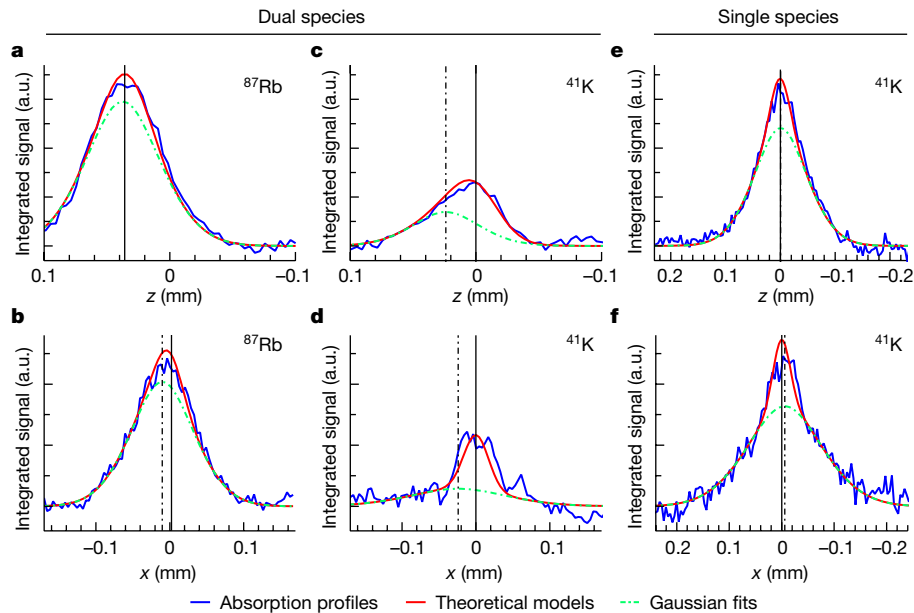 Dual species
Single species
a
c
e
Integrated signal (a.u.)
⁸⁷Rb
Integrated signal (a.u.)
⁴¹K
Integrated signal (a.u.)
⁴¹K
0.1 0 −0.1
0.1 0 −0.1
0.2 0.1 0 −0.1 −0.2
z (mm)
z (mm)
z (mm)
b
d
f
Integrated signal (a.u.)
⁸⁷Rb
Integrated signal (a.u.)
⁴¹K
Integrated signal (a.u.)
⁴¹K
−0.1 0 0.1
−0.1 0 0.1
0.2 0.1 0 −0.1 −0.2
x (mm)
x (mm)
x (mm)
Absorption profiles
Theoretical models
Gaussian fits